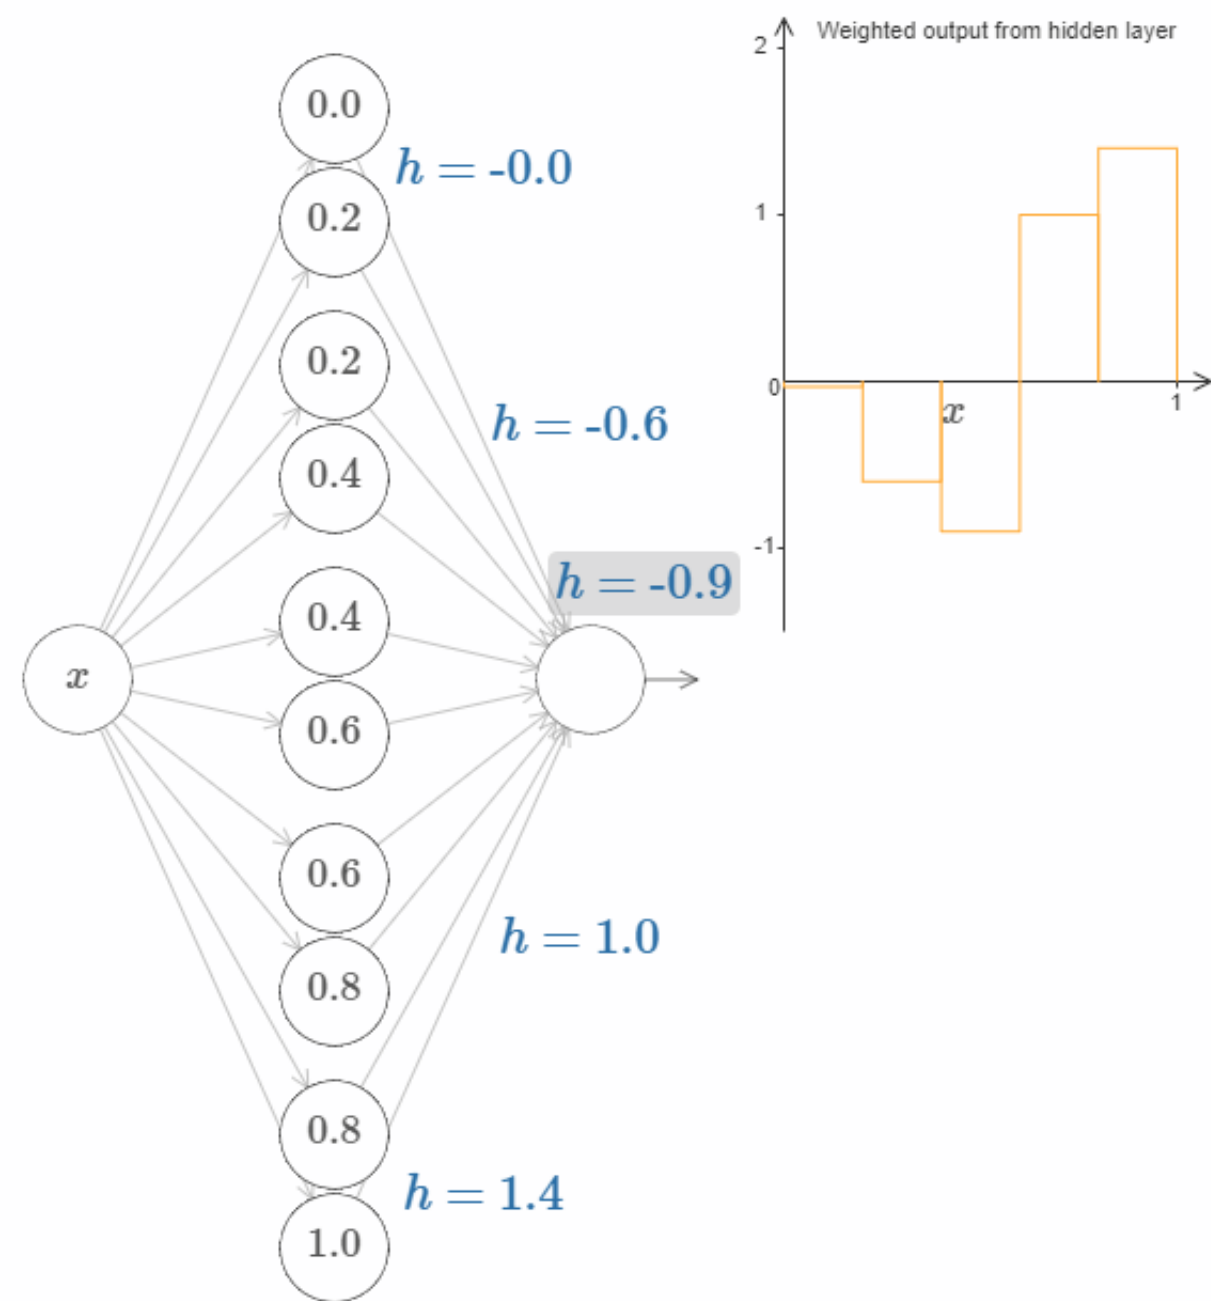 Weighted output from hidden layer
2
1
0
-1
x
1
0.0
h = -0.0
0.2
0.2
h = -0.6
0.4
h = -0.9
0.4
x
0.6
0.6
h = 1.0
0.8
0.8
h = 1.4
1.0